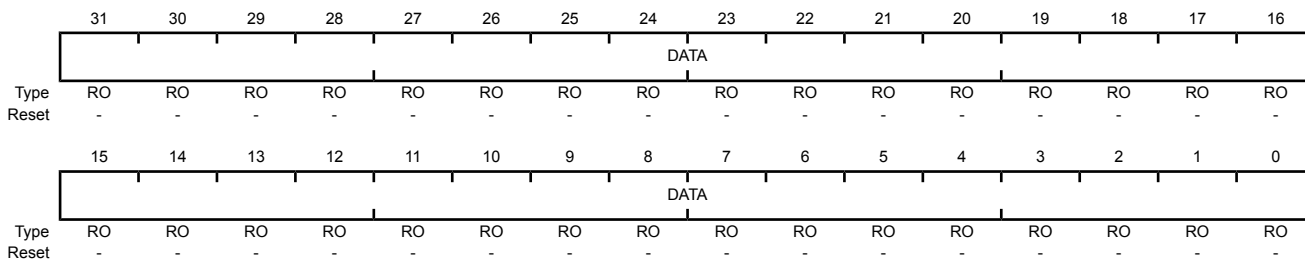 31 30 29 28 27 26 25 24 23 22 21 20 19 18 17 16
DATA
Type RO RO RO RO RO RO RO RO RO RO RO RO RO RO RO RO
Reset - - - - - - - - - - - - - - - -
15 14 13 12 11 10 9 8 7 6 5 4 3 2 1 0
DATA
Type RO RO RO RO RO RO RO RO RO RO RO RO RO RO RO RO
Reset - - - - - - - - - - - - - - - -